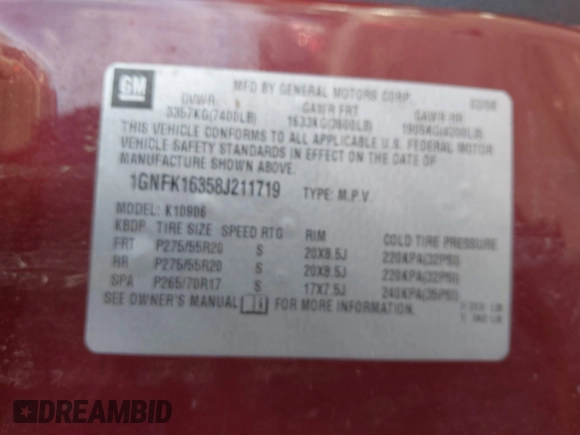 GM
MFD BY GENERAL MOTORS CORP
GVWR GAWR FRT GAWR RR
3357KG(7400LB) 1633KG(3600LB) 1905KG(4200LB)
THIS VEHICLE CONFORMS TO ALL APPLICABLE U.S. FEDERAL MOTOR
VEHICLE SAFETY STANDARDS IN EFFECT ON THE DATE OF
MANUFACTURE SHOWN ABOVE.
1GNFK16358J211719 TYPE: M.P.V.
MODEL: K10906
KBDP TIRE SIZE SPEED RTG RIM COLD TIRE PRESSURE
FRT P275/55R20 S 20X8.5J 220KPA(32PSI)
RR P275/55R20 S 20X8.5J 220KPA(32PSI)
SPA P265/70R17 S 17X7.5J 240KPA(35PSI)
SEE OWNER'S MANUAL FOR MORE INFORMATION.
DREAMBID